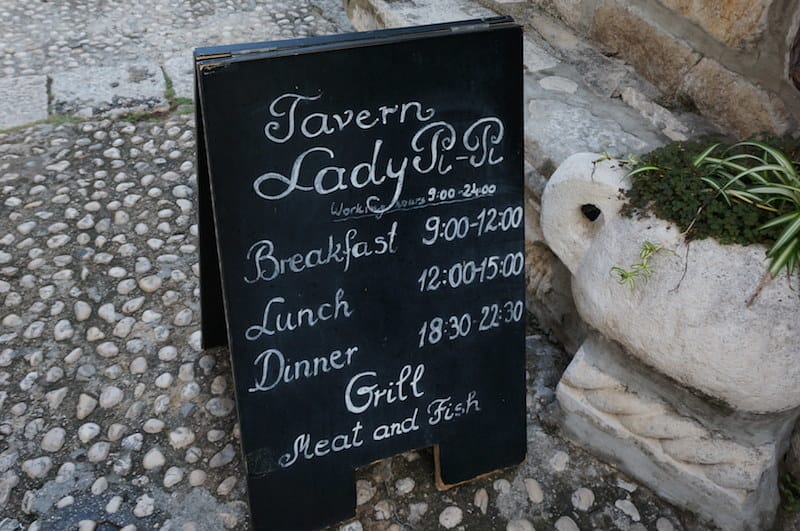 Tavern
Lady Pi-Pi
Working hours 9:00-24:00
Breakfast 9:00-12:00
Lunch 12:00-15:00
Dinner 18:30-22:30
Grill
Meat and Fish